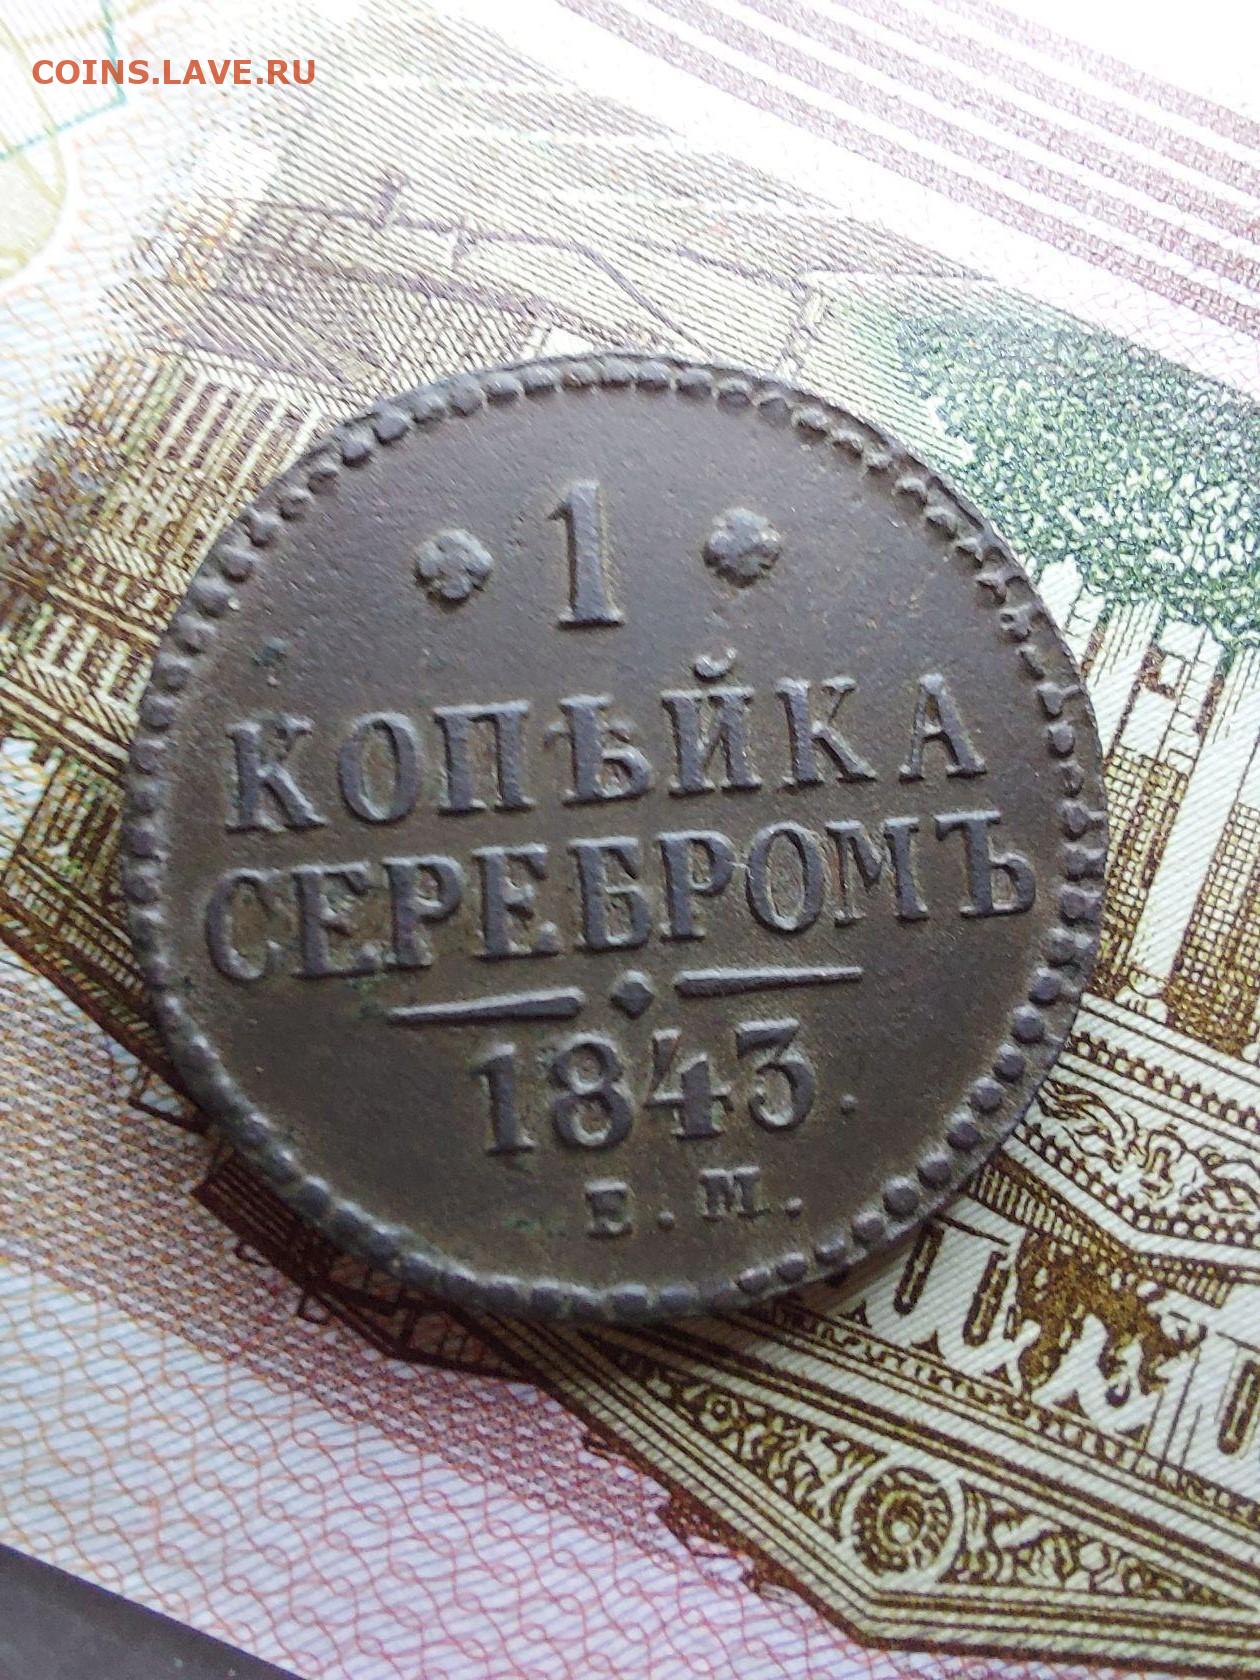 COINS.LAVE.RU
1
КОПѢЙКА
СЕРЕБРОМЪ
1843.
Е.М.